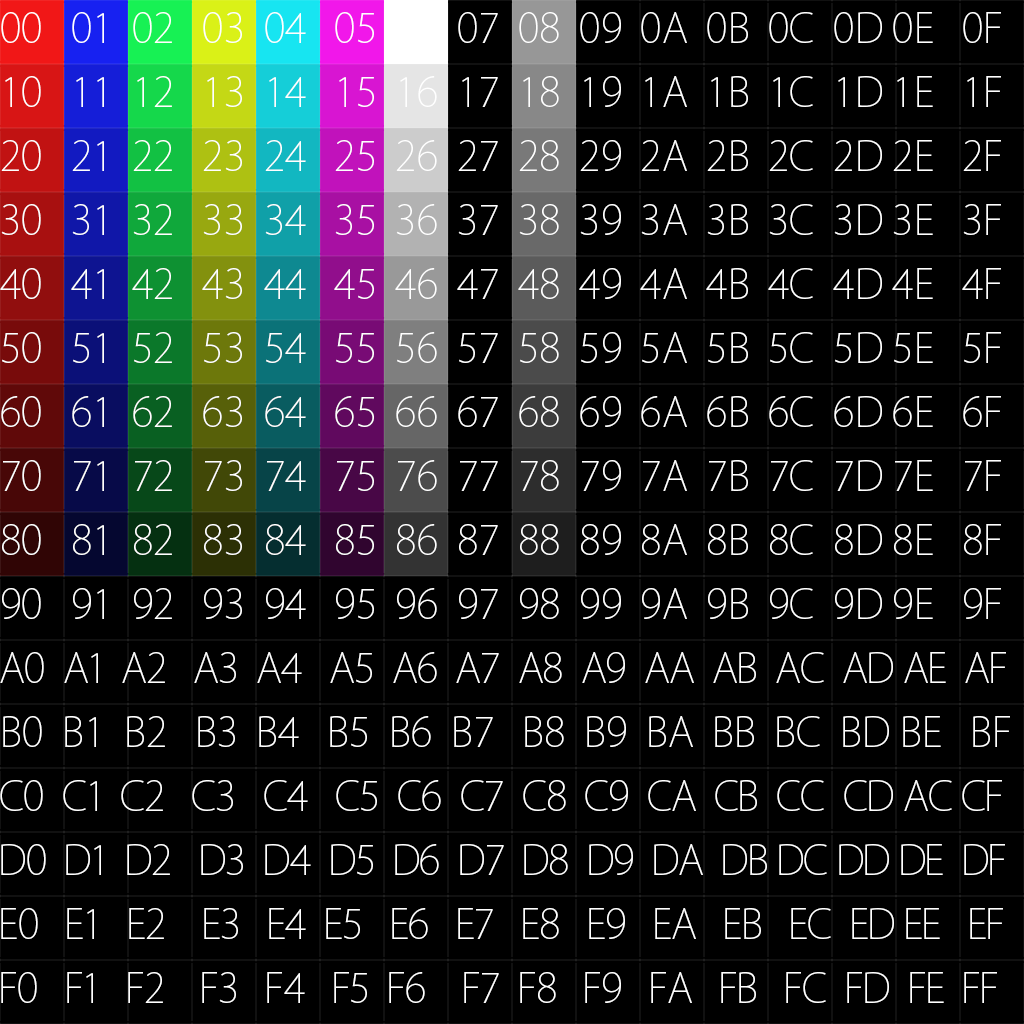 00 01 02 03 04 05 07 08 09 0A 0B 0C 0D 0E 0F
10 11 12 13 14 15 16 17 18 19 1A 1B 1C 1D 1E 1F
20 21 22 23 24 25 26 27 28 29 2A 2B 2C 2D 2E 2F
30 31 32 33 34 35 36 37 38 39 3A 3B 3C 3D 3E 3F
40 41 42 43 44 45 46 47 48 49 4A 4B 4C 4D 4E 4F
50 51 52 53 54 55 56 57 58 59 5A 5B 5C 5D 5E 5F
60 61 62 63 64 65 66 67 68 69 6A 6B 6C 6D 6E 6F
70 71 72 73 74 75 76 77 78 79 7A 7B 7C 7D 7E 7F
80 81 82 83 84 85 86 87 88 89 8A 8B 8C 8D 8E 8F
90 91 92 93 94 95 96 97 98 99 9A 9B 9C 9D 9E 9F
A0 A1 A2 A3 A4 A5 A6 A7 A8 A9 AA AB AC AD AE AF
B0 B1 B2 B3 B4 B5 B6 B7 B8 B9 BA BB BC BD BE BF
C0 C1 C2 C3 C4 C5 C6 C7 C8 C9 CA CB CC CD AC CF
D0 D1 D2 D3 D4 D5 D6 D7 D8 D9 DA DB DC DD DE DF
E0 E1 E2 E3 E4 E5 E6 E7 E8 E9 EA EB EC ED EE EF
F0 F1 F2 F3 F4 F5 F6 F7 F8 F9 FA FB FC FD FE FF